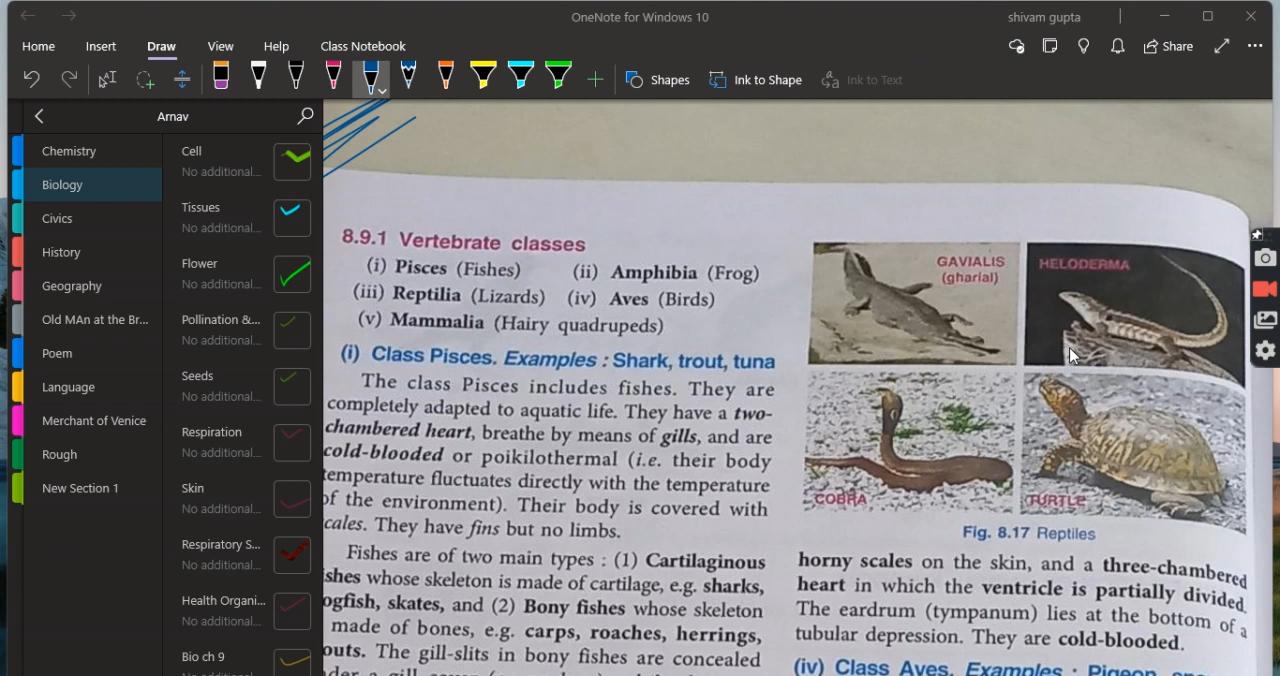 OneNote for Windows 10
shivam gupta
Home Insert Draw View Help Class Notebook
Share
Shapes Ink to Shape Ink to Text
Arnav
Chemistry
Biology
Civics
History
Geography
Old MAn at the Br...
Poem
Language
Merchant of Venice
Rough
New Section 1
Cell
No additional...
Tissues
No additional...
Flower
No additional...
Pollination &...
No additional...
Seeds
No additional...
Respiration
No additional...
Skin
No additional...
Respiratory S...
No additional...
Health Organi...
No additional...
Bio ch 9
8.9.1 Vertebrate classes
(i) Pisces (Fishes) (ii) Amphibia (Frog)
(iii) Reptilia (Lizards) (iv) Aves (Birds)
(v) Mammalia (Hairy quadrupeds)
(i) Class Pisces. Examples : Shark, trout, tuna
The class Pisces includes fishes. They are
completely adapted to aquatic life. They have a two-
chambered heart, breathe by means of gills, and are
cold-blooded or poikilothermal (i.e. their body
temperature fluctuates directly with the temperature
of the environment). Their body is covered with
cales. They have fins but no limbs.
Fishes are of two main types : (1) Cartilaginous
ishes whose skeleton is made of cartilage, e.g. sharks,
ogfish, skates, and (2) Bony fishes whose skeleton
made of bones, e.g. carps, roaches, herrings,
outs. The gill-slits in bony fishes are concealed
GAVIALIS
(gharial)
HELODERMA
COBRA
TURTLE
Fig. 8.17 Reptiles
horny scales on the skin, and a three-chambered
heart in which the ventricle is partially divided.
The eardrum (tympanum) lies at the bottom of a
tubular depression. They are cold-blooded.
(iv) Class Aves. Examples : Pigeon,